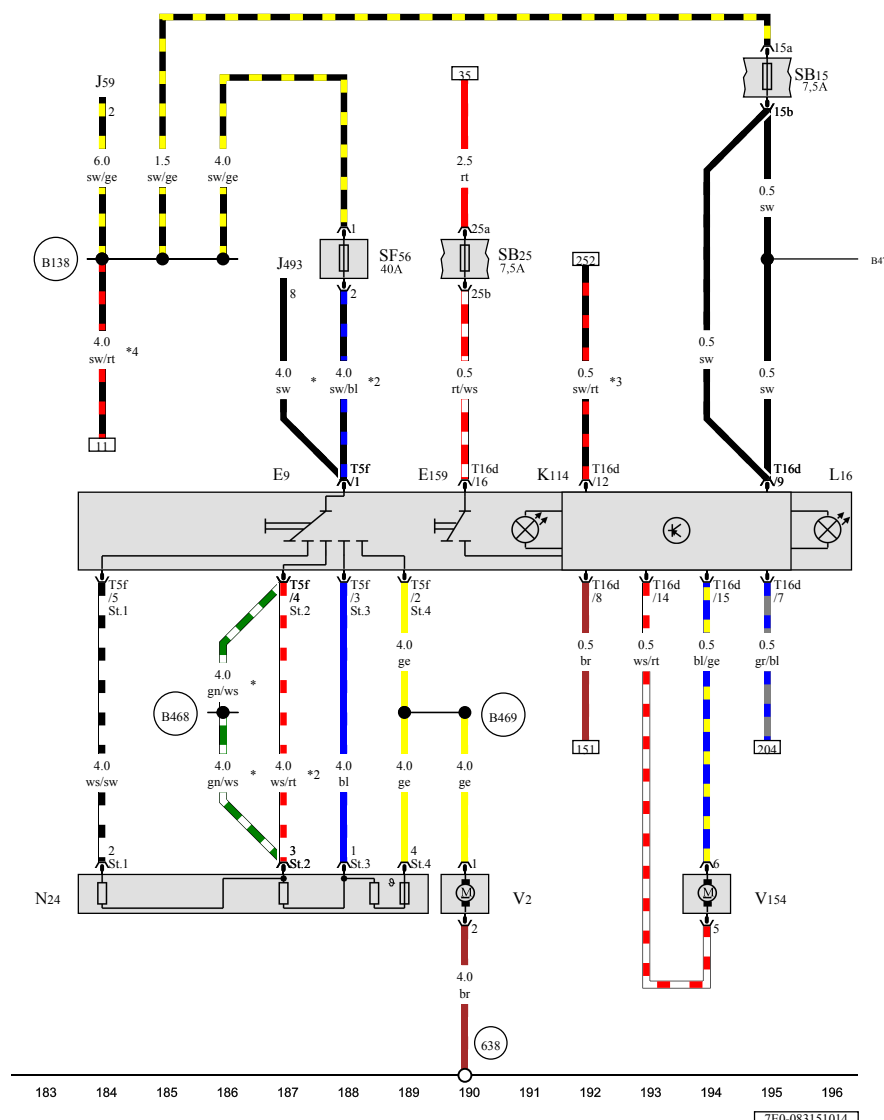 15a
SB15
7,5A
15b
J59
2
35
6.0
sw/ge
1.5
sw/ge
4.0
sw/ge
2.5
rt
0.5
sw
B138
J493
8
1
SF56
40A
2
25a
SB25
7,5A
25b
252
4.0
sw/rt
*4
4.0
sw
*
4.0
sw/bl
*2
0.5
rt/ws
0.5
sw/rt
*3
0.5
sw
0.5
sw
11
E9
T5f
/1
E159
T16d
/16
K114
T16d
/12
T16d
/9
L16
T5f
/5
St.1
T5f
/4
St.2
T5f
/3
St.3
T5f
/2
St.4
T16d
/8
T16d
/14
T16d
/15
T16d
/7
4.0
gn/ws
*
4.0
ge
0.5
br
0.5
ws/rt
0.5
bl/ge
0.5
gr/bl
B468
B469
151
204
4.0
ws/sw
4.0
gn/ws
*
4.0
ws/rt
*2
4.0
bl
4.0
ge
4.0
ge
2
St.1
3
St.2
1
St.3
4
St.4
1
6
N24
ϑ
M
V2
M
V154
2
5
4.0
br
638
183 184 185 186 187 188 189 190 191 192 193 194 195 196
7E0-083151014